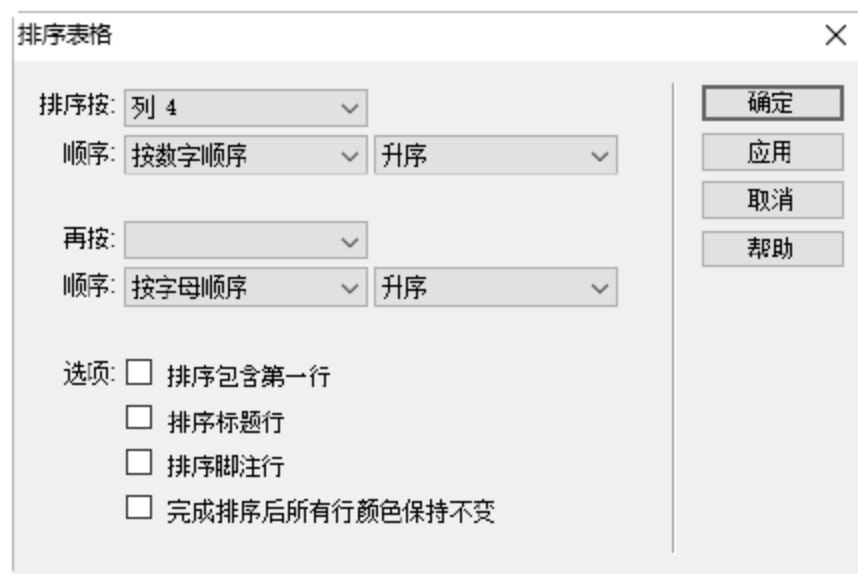 排序表格
排序按: 列 4
确定
顺序: 按数字顺序 升序
应用
取消
再按:
帮助
顺序: 按字母顺序 升序
选项: 排序包含第一行
排序标题行
排序脚注行
完成排序后所有行颜色保持不变